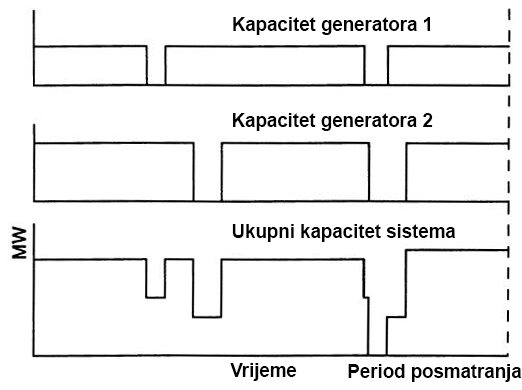 Kapacitet generatora 1
Kapacitet generatora 2
Ukupni kapacitet sistema
MW
Vrijeme
Period posmatranja